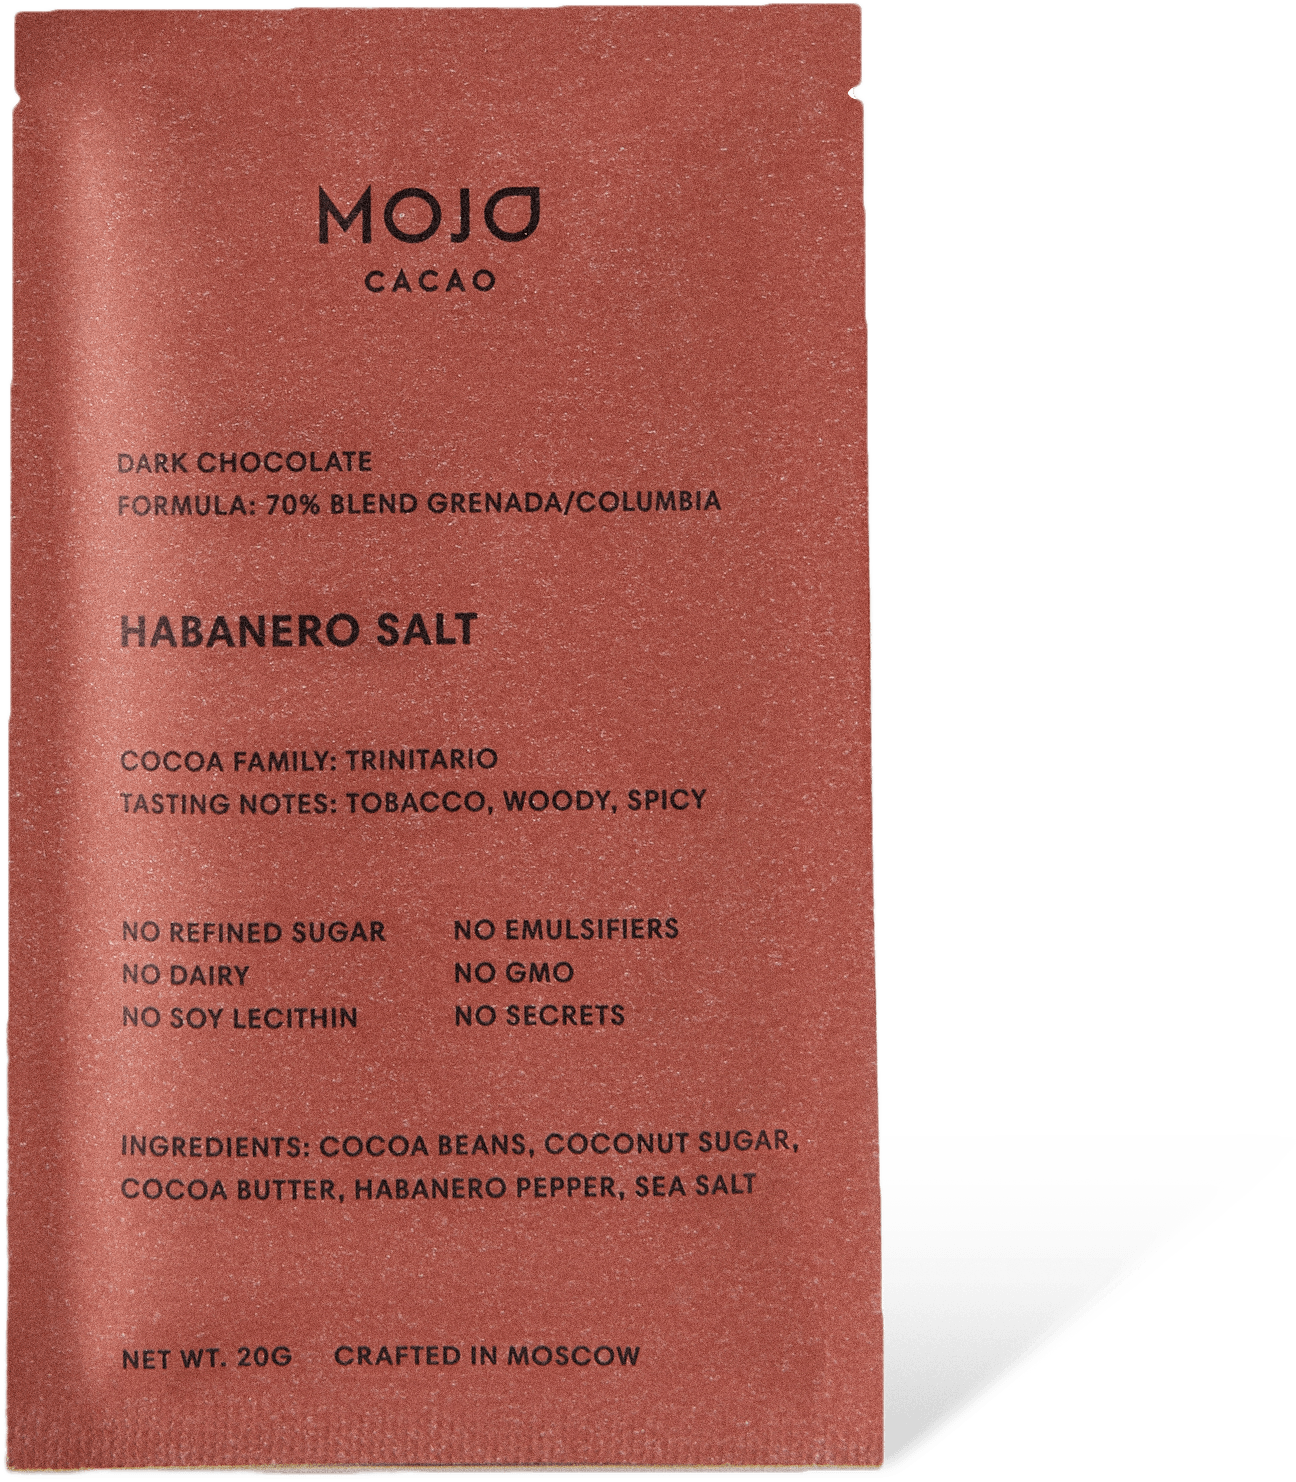 MOJO
CACAO
DARK CHOCOLATE
FORMULA: 70% BLEND GRENADA/COLUMBIA
HABANERO SALT
COCOA FAMILY: TRINITARIO
TASTING NOTES: TOBACCO, WOODY, SPICY
NO REFINED SUGAR
NO DAIRY
NO SOY LECITHIN
NO EMULSIFIERS
NO GMO
NO SECRETS
INGREDIENTS: COCOA BEANS, COCONUT SUGAR,
COCOA BUTTER, HABANERO PEPPER, SEA SALT
NET WT. 20G CRAFTED IN MOSCOW